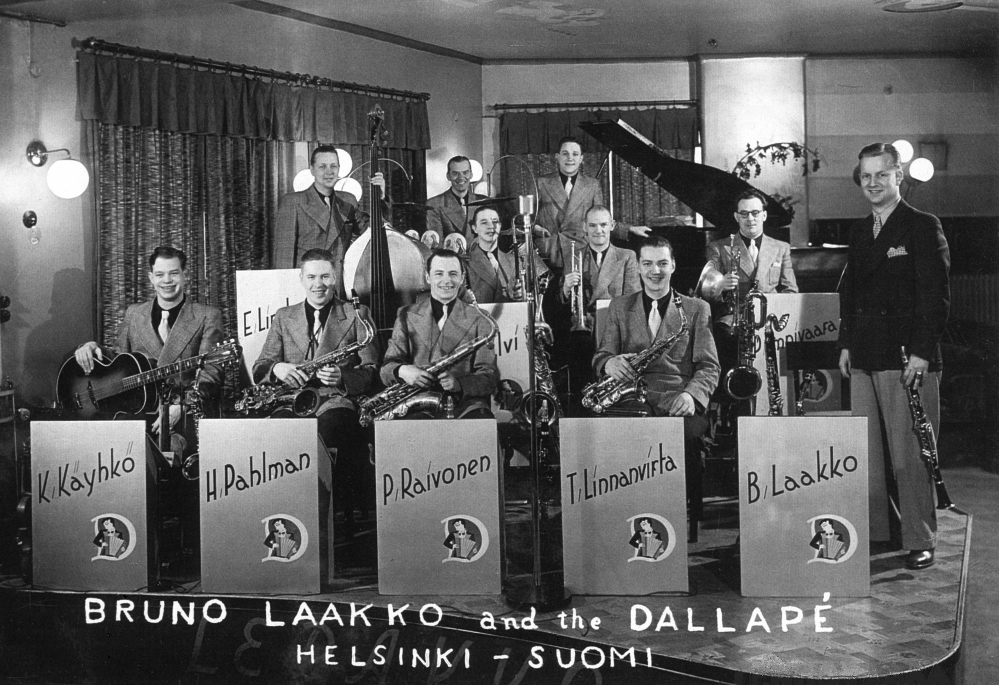 K. Käyhkö
H. Pahlman
P. Raivonen
T. Linnanvirta
B. Laakko
D
D
D
D
D
BRUNO LAAKKO and the DALLAPÉ
HELSINKI - SUOMI